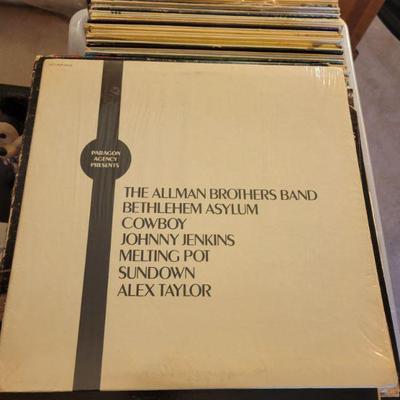 PARAGON
AGENCY
PRESENTS
THE ALLMAN BROTHERS BAND
BETHLEHEM ASYLUM
COWBOY
JOHNNY JENKINS
MELTING POT
SUNDOWN
ALEX TAYLOR